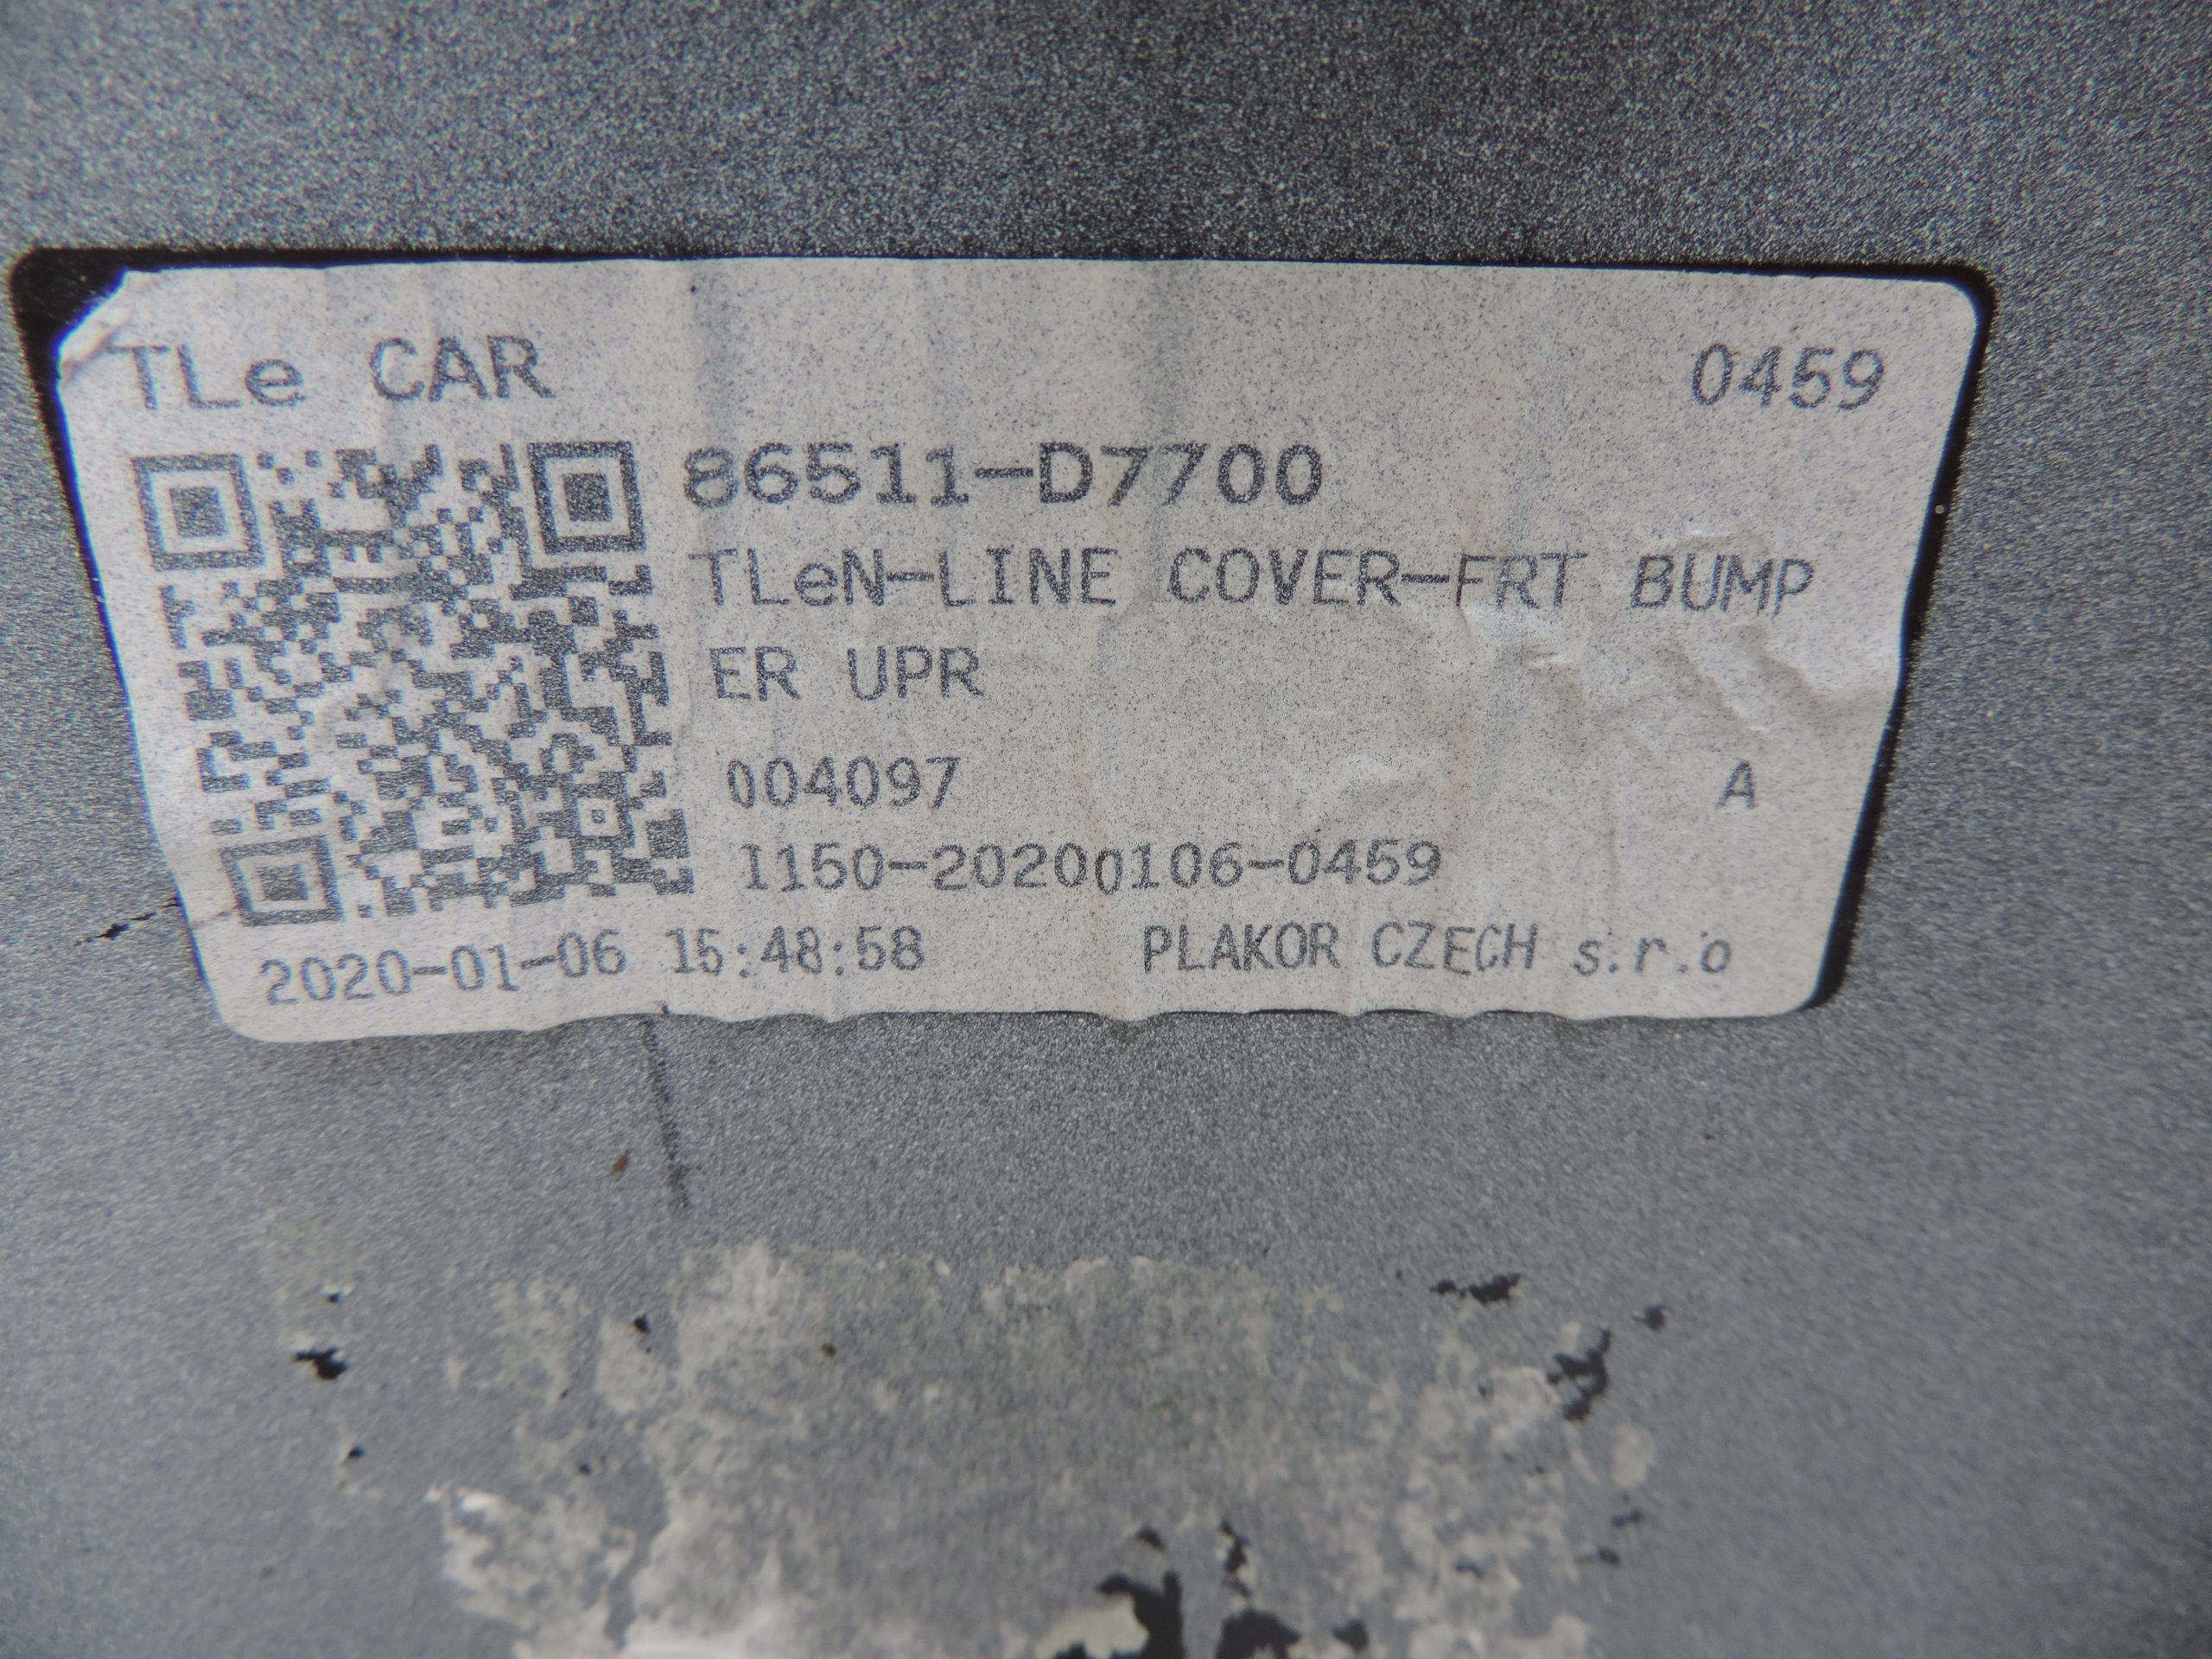 TLe CAR 0459
86511-D7700
TLeN-LINE COVER-FRT BUMP
ER UPR
004097 A
1150-20200106-0459
2020-01-06 15:48:58 PLAKOR CZECH s.r.o